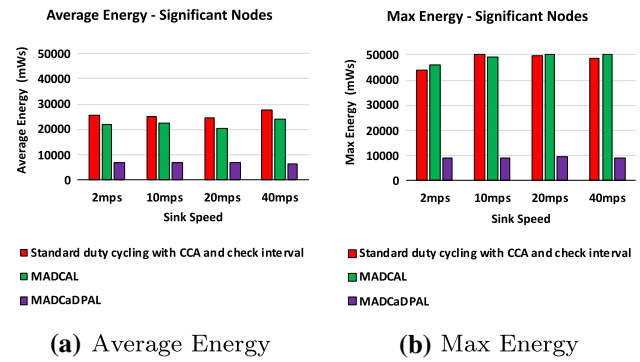 Average Energy - Significant Nodes
Average Energy (mWs)
50000
40000
30000
20000
10000
0
2mps 10mps 20mps 40mps
Sink Speed
Standard duty cycling with CCA and check interval
MADCAL
MADCaDPAL
(a) Average Energy
Max Energy - Significant Nodes
Max Energy (mWs)
50000
40000
30000
20000
10000
0
2mps 10mps 20mps 40mps
Sink Speed
Standard duty cycling with CCA and check interval
MADCAL
MADCaDPAL
(b) Max Energy